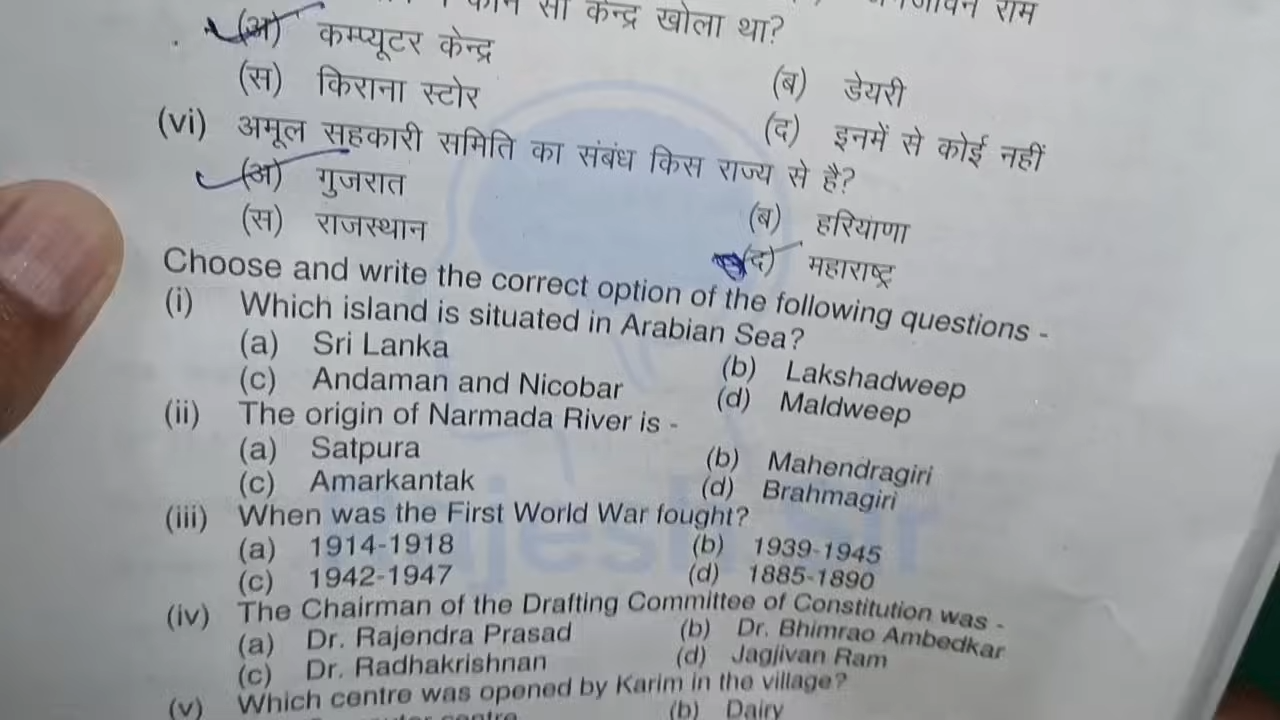 कौन सा केन्द्र खोला था? राम
(अ) कम्प्यूटर केन्द्र (ब) डेयरी
(स) किराना स्टोर (द) इनमें से कोई नहीं
(vi) अमूल सहकारी समिति का संबंध किस राज्य से है?
(अ) गुजरात (ब) हरियाणा
(स) राजस्थान (द) महाराष्ट्र
Choose and write the correct option of the following questions -
(i) Which island is situated in Arabian Sea?
(a) Sri Lanka (b) Lakshadweep
(c) Andaman and Nicobar (d) Maldweep
(ii) The origin of Narmada River is -
(a) Satpura (b) Mahendragiri
(c) Amarkantak (d) Brahmagiri
(iii) When was the First World War fought?
(a) 1914-1918 (b) 1939-1945
(c) 1942-1947 (d) 1885-1890
(iv) The Chairman of the Drafting Committee of Constitution was -
(a) Dr. Rajendra Prasad (b) Dr. Bhimrao Ambedkar
(c) Dr. Radhakrishnan (d) Jagjivan Ram
(v) Which centre was opened by Karim in the village?
centre (b) Dairy